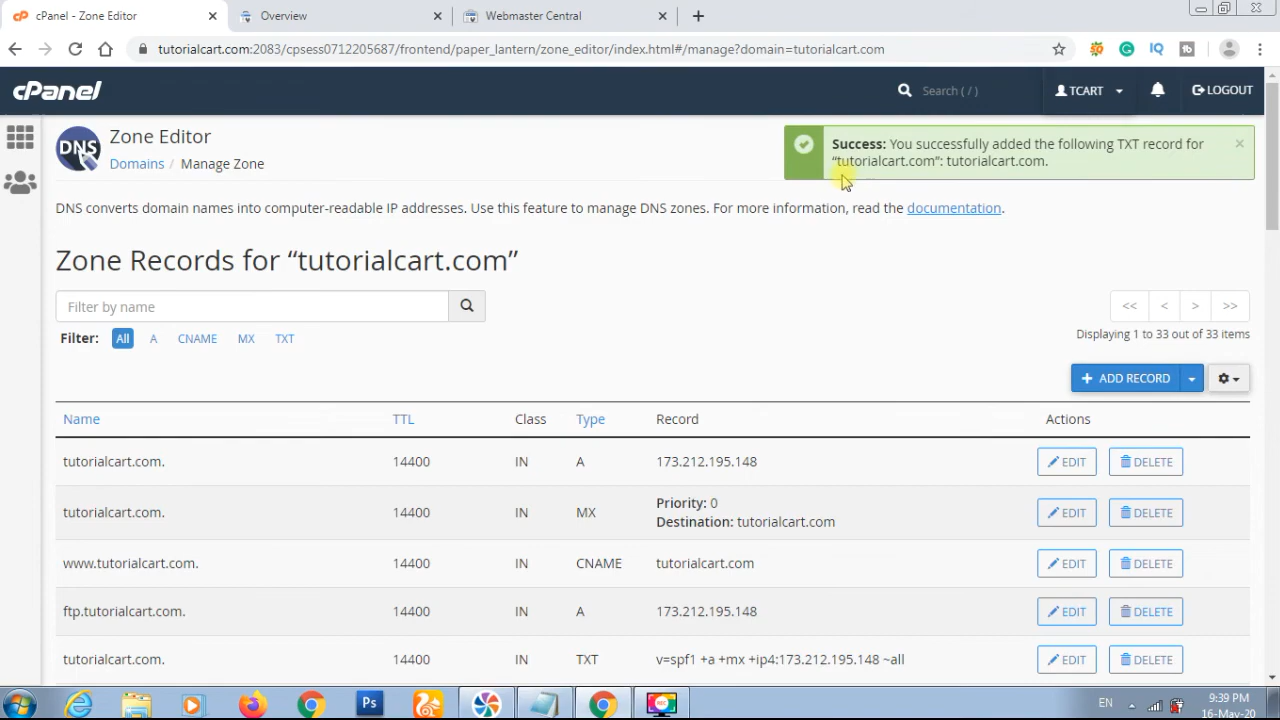 cPanel - Zone Editor
Overview
Webmaster Central
tutorialcart.com:2083/cpsess0712205687/frontend/paper_lantern/zone_editor/index.html#/manage?domain=tutorialcart.com
IQ
tb
cPanel
Search ( / )
TCART
LOGOUT
DNS
Zone Editor
Domains / Manage Zone
Success: You successfully added the following TXT record for
“tutorialcart.com”: tutorialcart.com.
DNS converts domain names into computer-readable IP addresses. Use this feature to manage DNS zones. For more information, read the documentation.
Zone Records for “tutorialcart.com”
Filter by name
<< < > >>
Filter: All A CNAME MX TXT
Displaying 1 to 33 out of 33 items
+ ADD RECORD
Name TTL Class Type Record Actions
tutorialcart.com. 14400 IN A 173.212.195.148 EDIT DELETE
tutorialcart.com. 14400 IN MX Priority: 0 EDIT DELETE
Destination: tutorialcart.com
www.tutorialcart.com. 14400 IN CNAME tutorialcart.com EDIT DELETE
ftp.tutorialcart.com. 14400 IN A 173.212.195.148 EDIT DELETE
tutorialcart.com. 14400 IN TXT v=spf1 +a +mx +ip4:173.212.195.148 ~all EDIT DELETE
Ps
REC
EN
9:39 PM
16-May-20